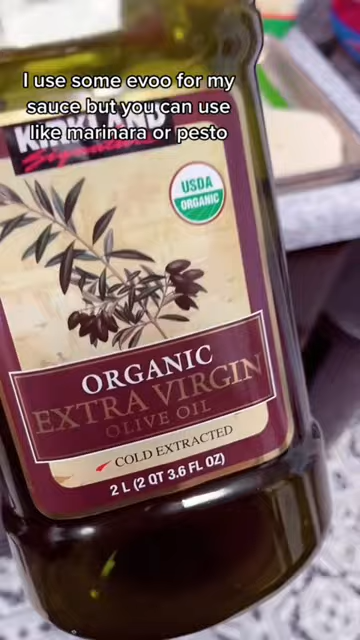 I use some evoo for my
sauce but you can use
like marinara or pesto
KIRKLAND
Signature
USDA
ORGANIC
ORGANIC
EXTRA VIRGIN
OLIVE OIL
COLD EXTRACTED
2 L (2 QT 3.6 FL OZ)